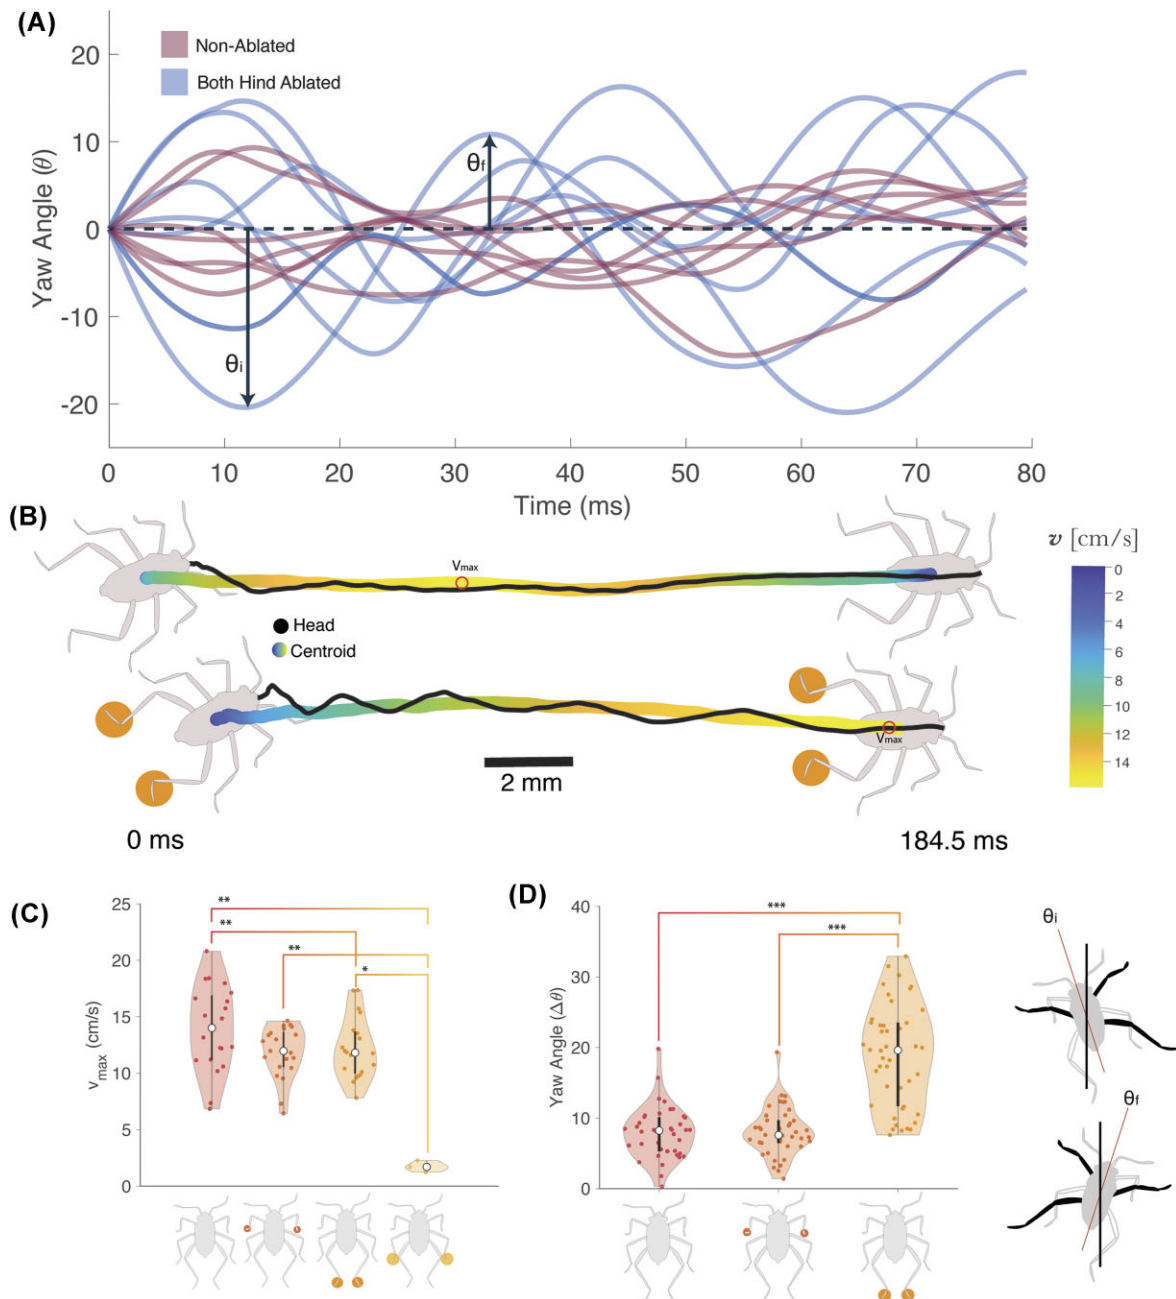 (A)
Non-Ablated
Both Hind Ablated
Yaw Angle (θ)
20
10
0
-10
-20
θf
θi
0 10 20 30 40 50 60 70 80
Time (ms)
(B)
Vmax
Head
Centroid
Vmax
2 mm
0 ms
184.5 ms
v [cm/s]
0
2
4
6
8
10
12
14
(C)
vmax (cm/s)
25
20
15
10
5
0
**
**
**
*
(D)
Yaw Angle (Δθ)
40
30
20
10
0
***
***
θi
θf